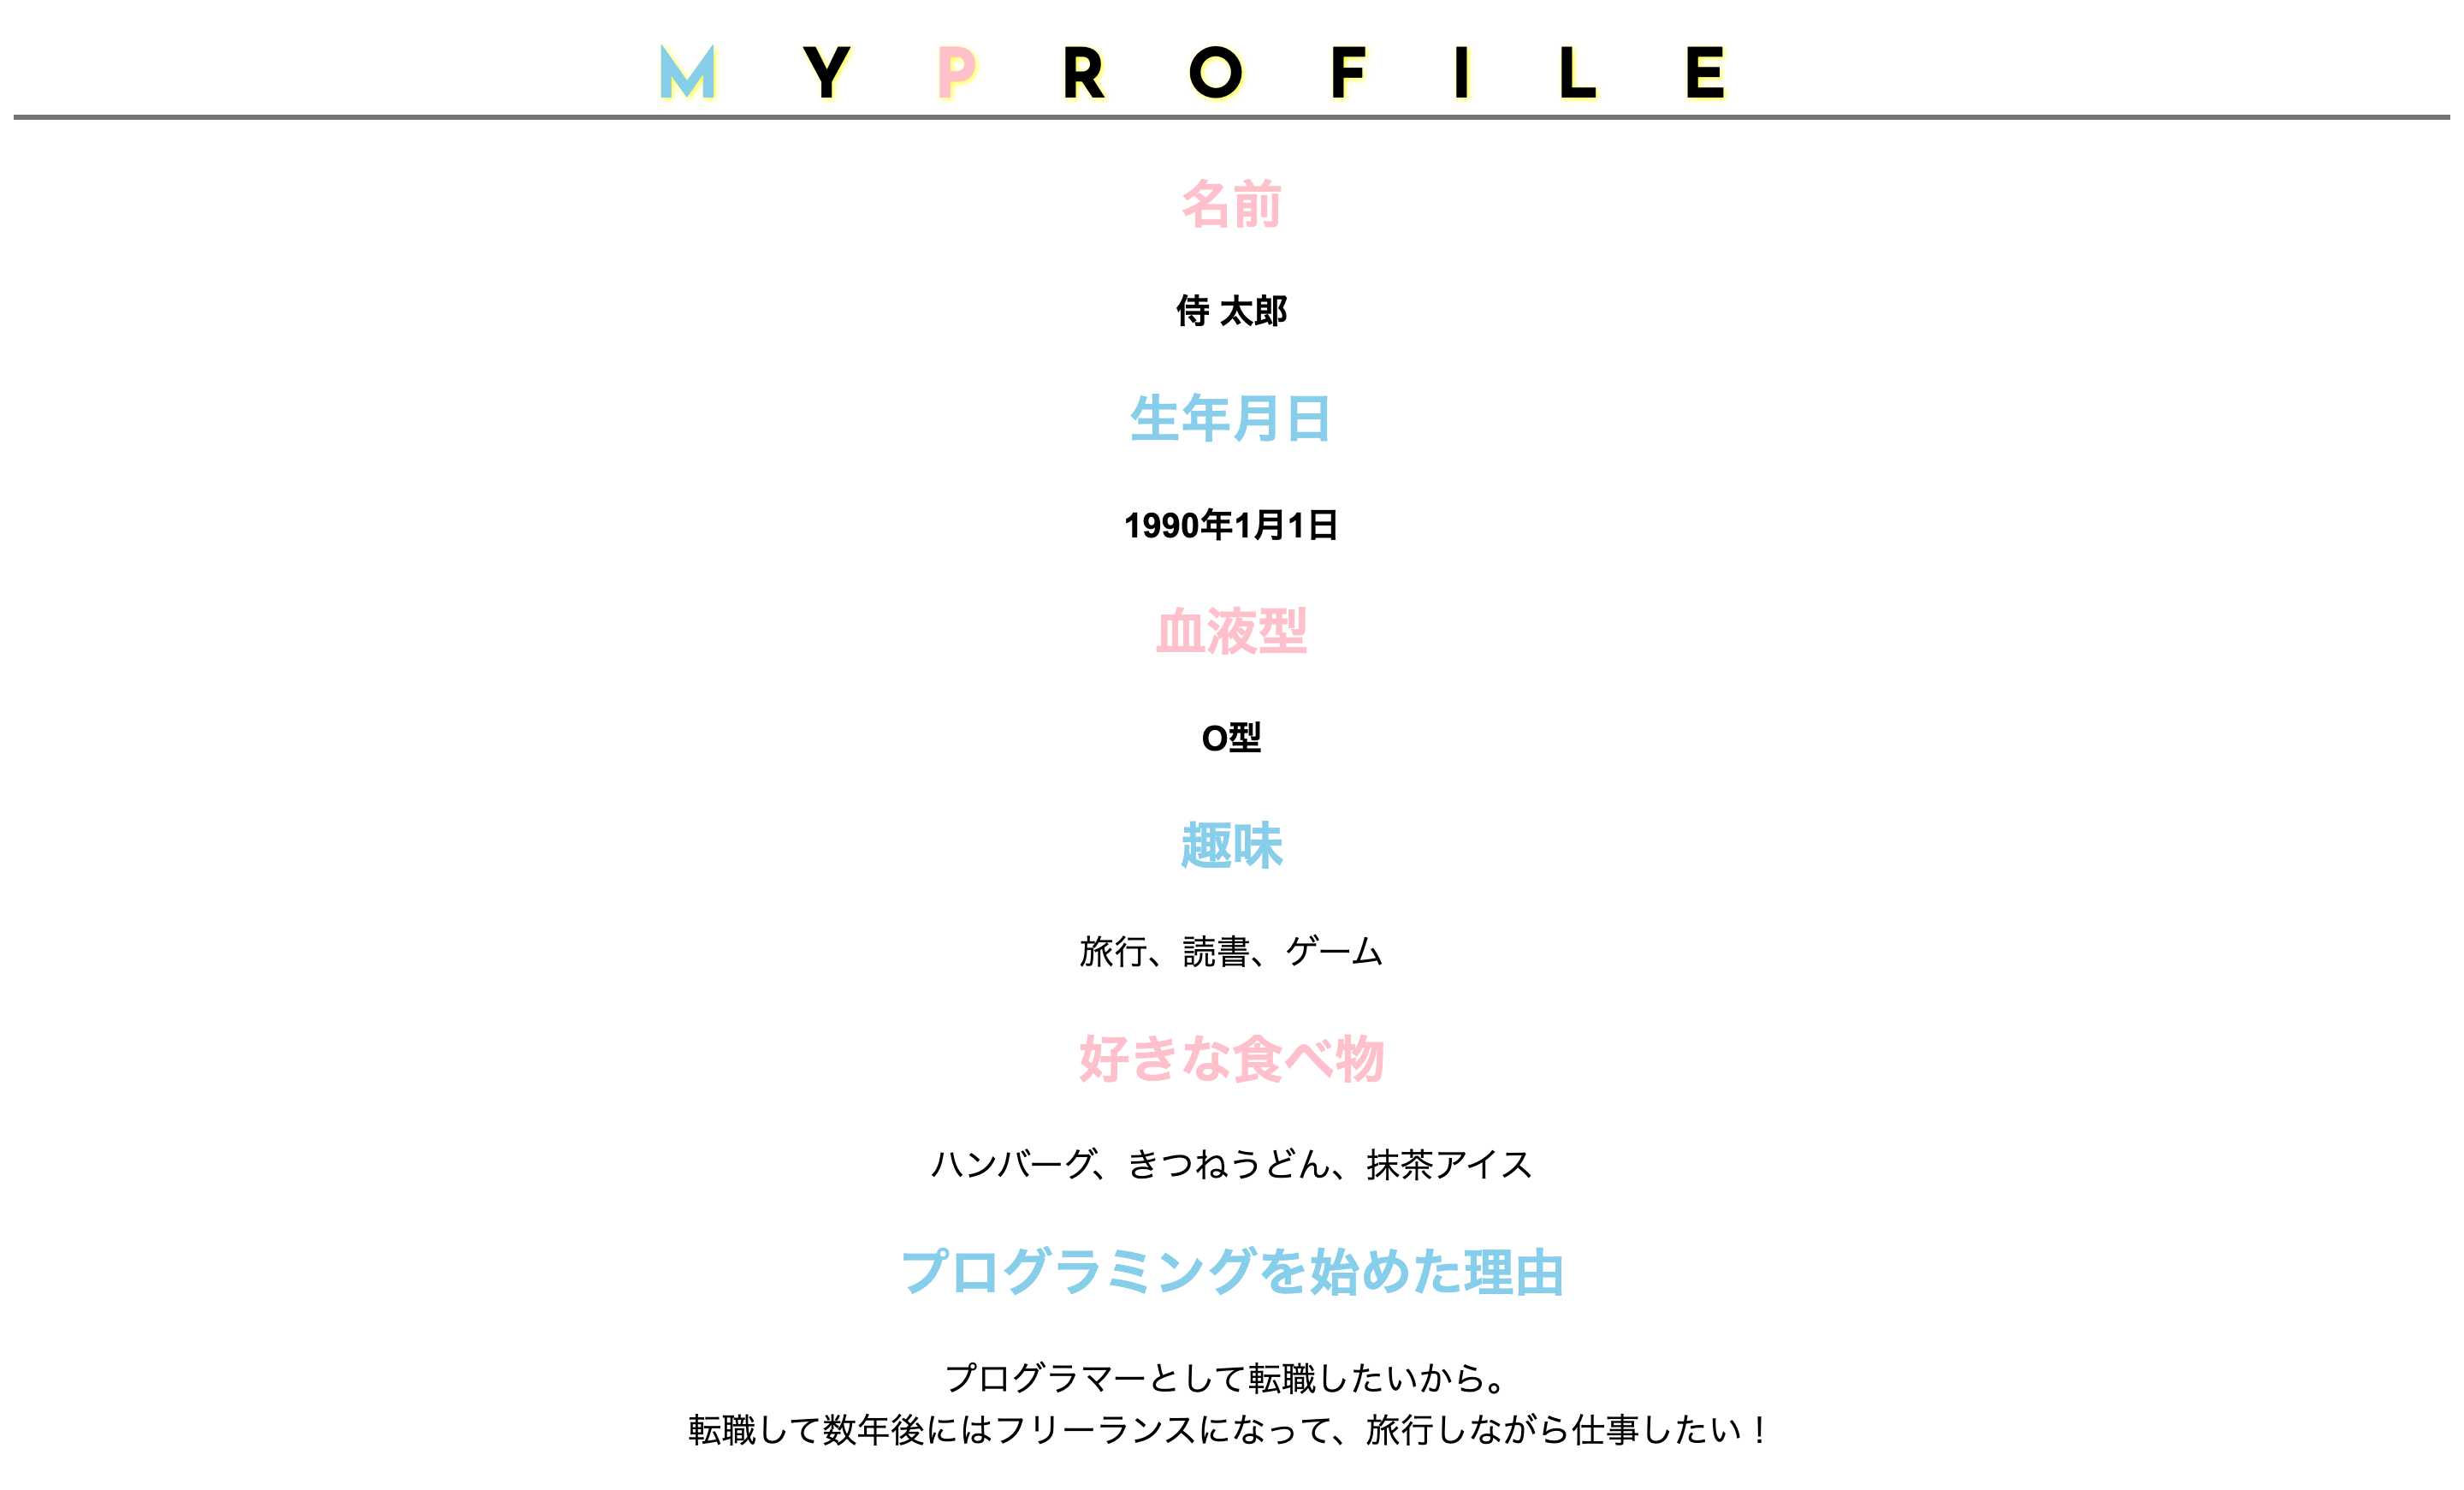 MY PROFILE
名前
侍 太郎
生年月日
1990年1月1日
血液型
O型
趣味
旅行、読書、ゲーム
好きな食べ物
ハンバーグ、きつねうどん、抹茶アイス
プログラミングを始めた理由
プログラマーとして転職したいから。
転職して数年後にはフリーランスになって、旅行しながら仕事したい！